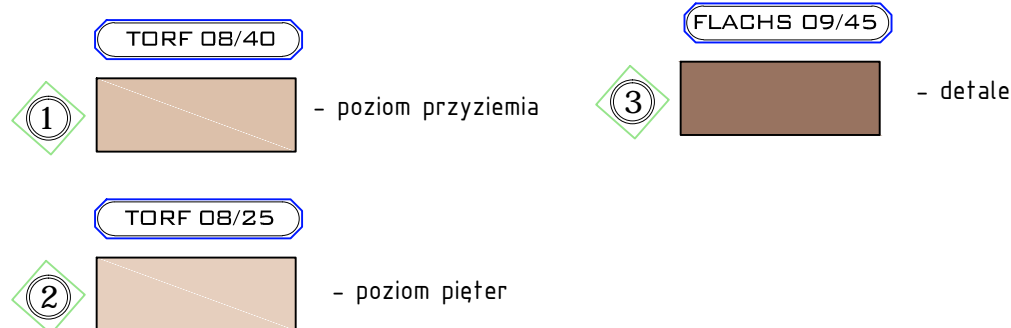 TORF 08/40
1
- poziom przyziemia
TORF 08/25
2
- poziom pięter
FLACHS 09/45
3
- detale